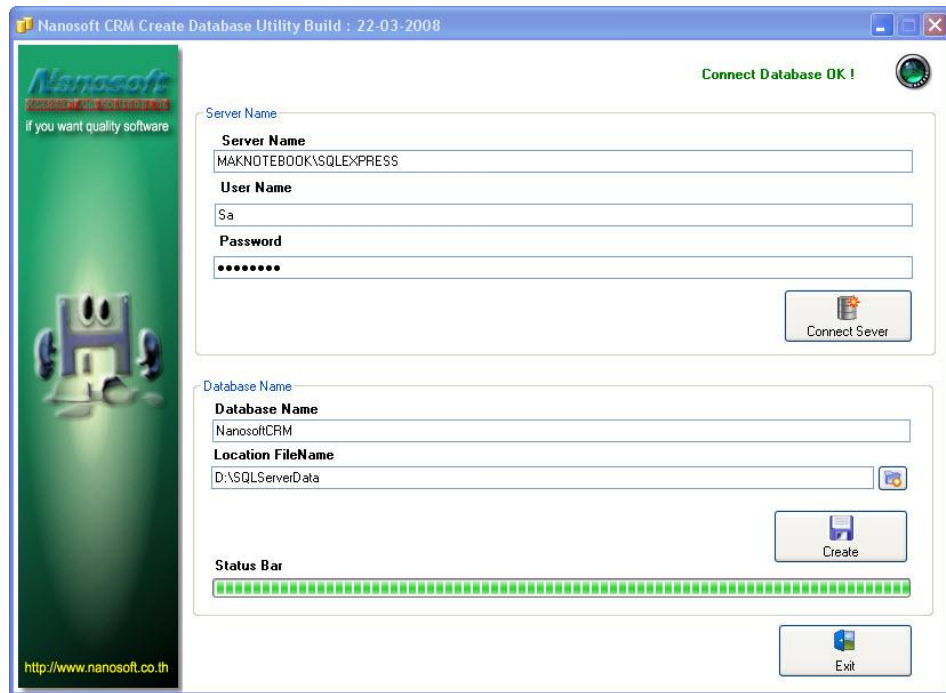 Nanosoft CRM Create Database Utility Build : 22-03-2008
Nanosoft
if you want quality software
Connect Database OK !
Server Name
Server Name
MAKNOTEBOOK\SQLEXPRESS
User Name
Sa
Password
••••••••
Connect Sever
Database Name
Database Name
NanosoftCRM
Location FileName
D:\SQLServerData
Create
Status Bar
Exit
http://www.nanosoft.co.th